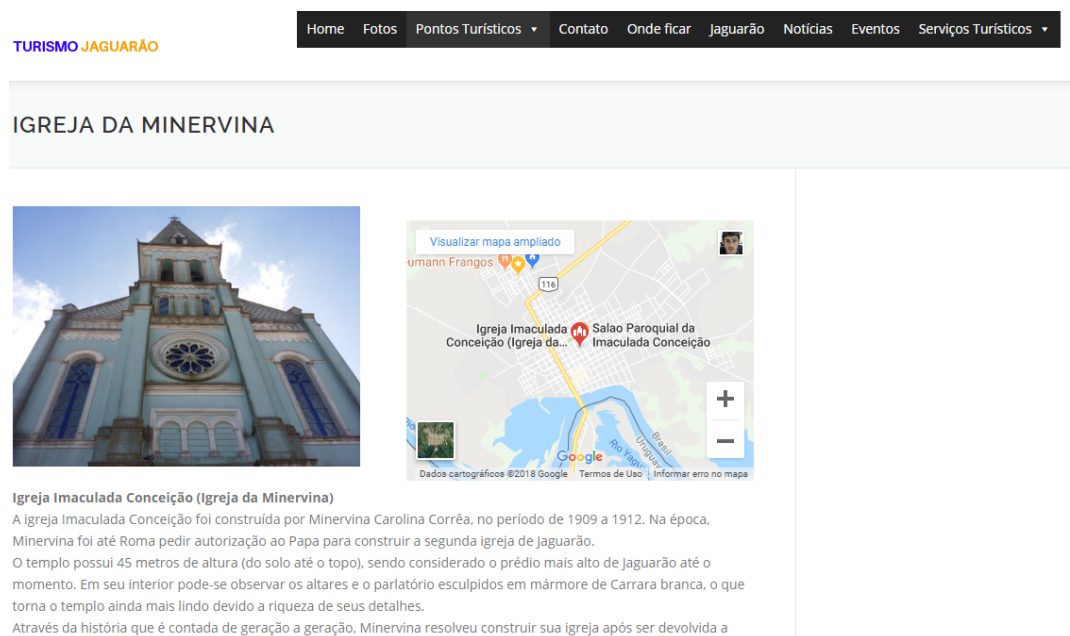 TURISMO JAGUARÃO
Home Fotos Pontos Turísticos Contato Onde ficar Jaguarão Notícias Eventos Serviços Turísticos
IGREJA DA MINERVINA
Visualizar mapa ampliado
umann Frangos
116
Igreja Imaculada
Conceição (Igreja da...
Salao Paroquial da
Imaculada Conceição
Brasil
Uruguay
Rio Yagu
Google
Dados cartográficos ©2018 Google Termos de Uso Informar erro no mapa
Igreja Imaculada Conceição (Igreja da Minervina)
A igreja Imaculada Conceição foi construída por Minervina Carolina Corrêa, no período de 1909 a 1912. Na época,
Minervina foi até Roma pedir autorização ao Papa para construir a segunda igreja de Jaguarão.
O templo possui 45 metros de altura (do solo até o topo), sendo considerado o prédio mais alto de Jaguarão até o
momento. Em seu interior pode-se observar os altares e o parlatório esculpidos em mármore de Carrara branca, o que
torna o templo ainda mais lindo devido a riqueza de seus detalhes.
Através da história que é contada de geração a geração, Minervina resolveu construir sua igreja após ser devolvida a